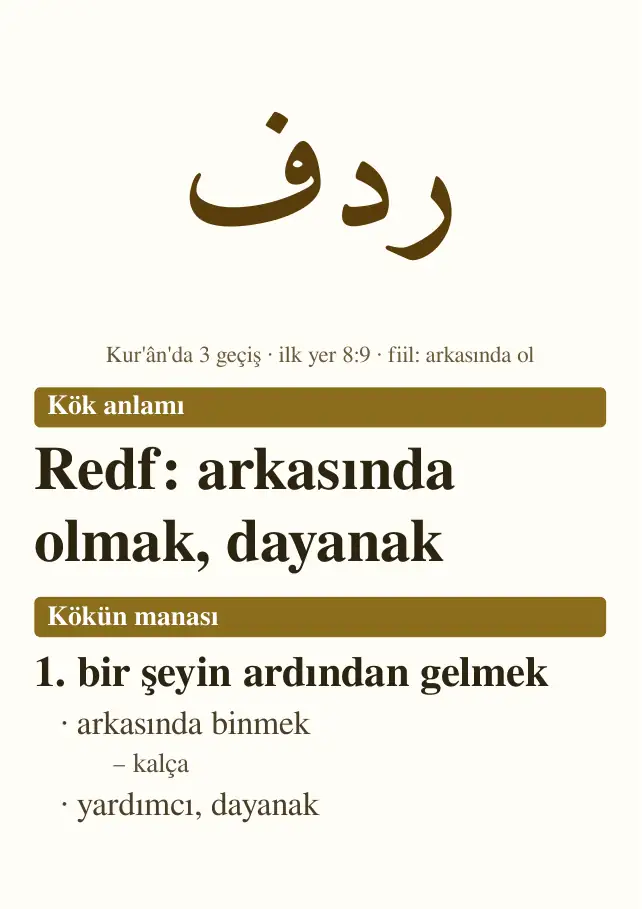 ردف
Kur'ân'da 3 geçiş · ilk yer 8:9 · fiil: arkasında ol
Kök anlamı
Redf: arkasında
olmak, dayanak
Kökün manası
1. bir şeyin ardından gelmek
· arkasında binmek
– kalça
· yardımcı, dayanak